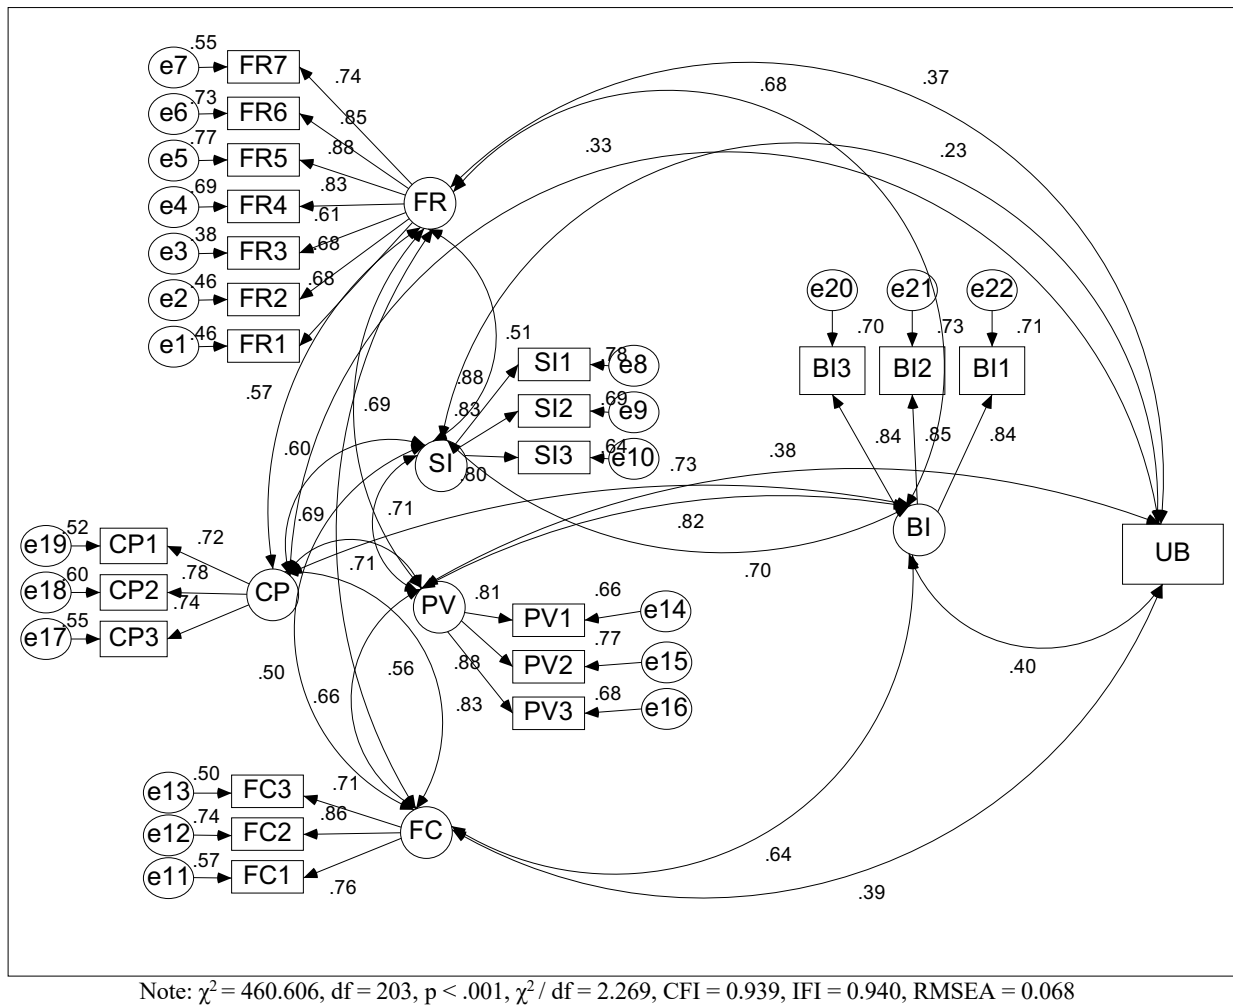 .55
e7 FR7
.74
.73
e6 FR6
.85
.77
e5 FR5
.88
.69
e4 FR4
.83
.38
e3 FR3
.61
.46
e2 FR2
.68
.46
e1 FR1
.68
FR
.68
.37
.33
.23
e20 e21 e22
.70 .73 .71
BI3 BI2 BI1
.84 .85 .84
BI
.51
SI1 .78 e8
.88
SI2 .69 e9
.83
SI3 .64 e10
.80
SI
.57
.69
.60
.69
.71
.71
.73
.38
.82
.70
UB
.52
e19 CP1
.72
.60
e18 CP2
.78
.55
e17 CP3
.74
CP
PV
.81
PV1 .66 e14
.88
PV2 .77 e15
.83
PV3 .68 e16
.50
.66
.56
.40
.50
e13 FC3
.71
.74
e12 FC2
.86
.57
e11 FC1
.76
FC
.64
.39
Note: χ² = 460.606, df = 203, p < .001, χ² / df = 2.269, CFI = 0.939, IFI = 0.940, RMSEA = 0.068